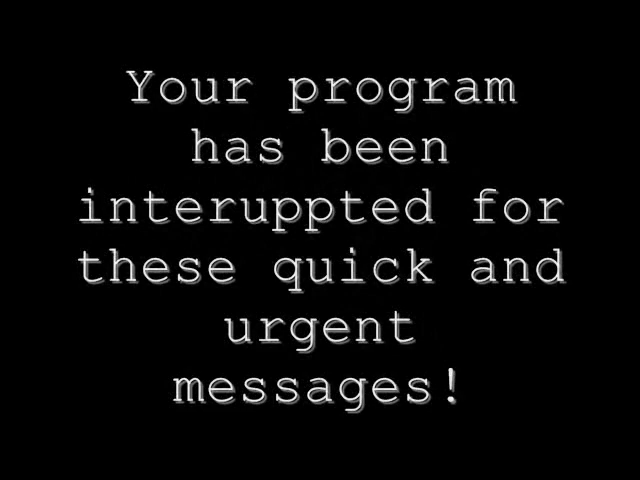 Your program
has been
interuppted for
these quick and
urgent
messages!